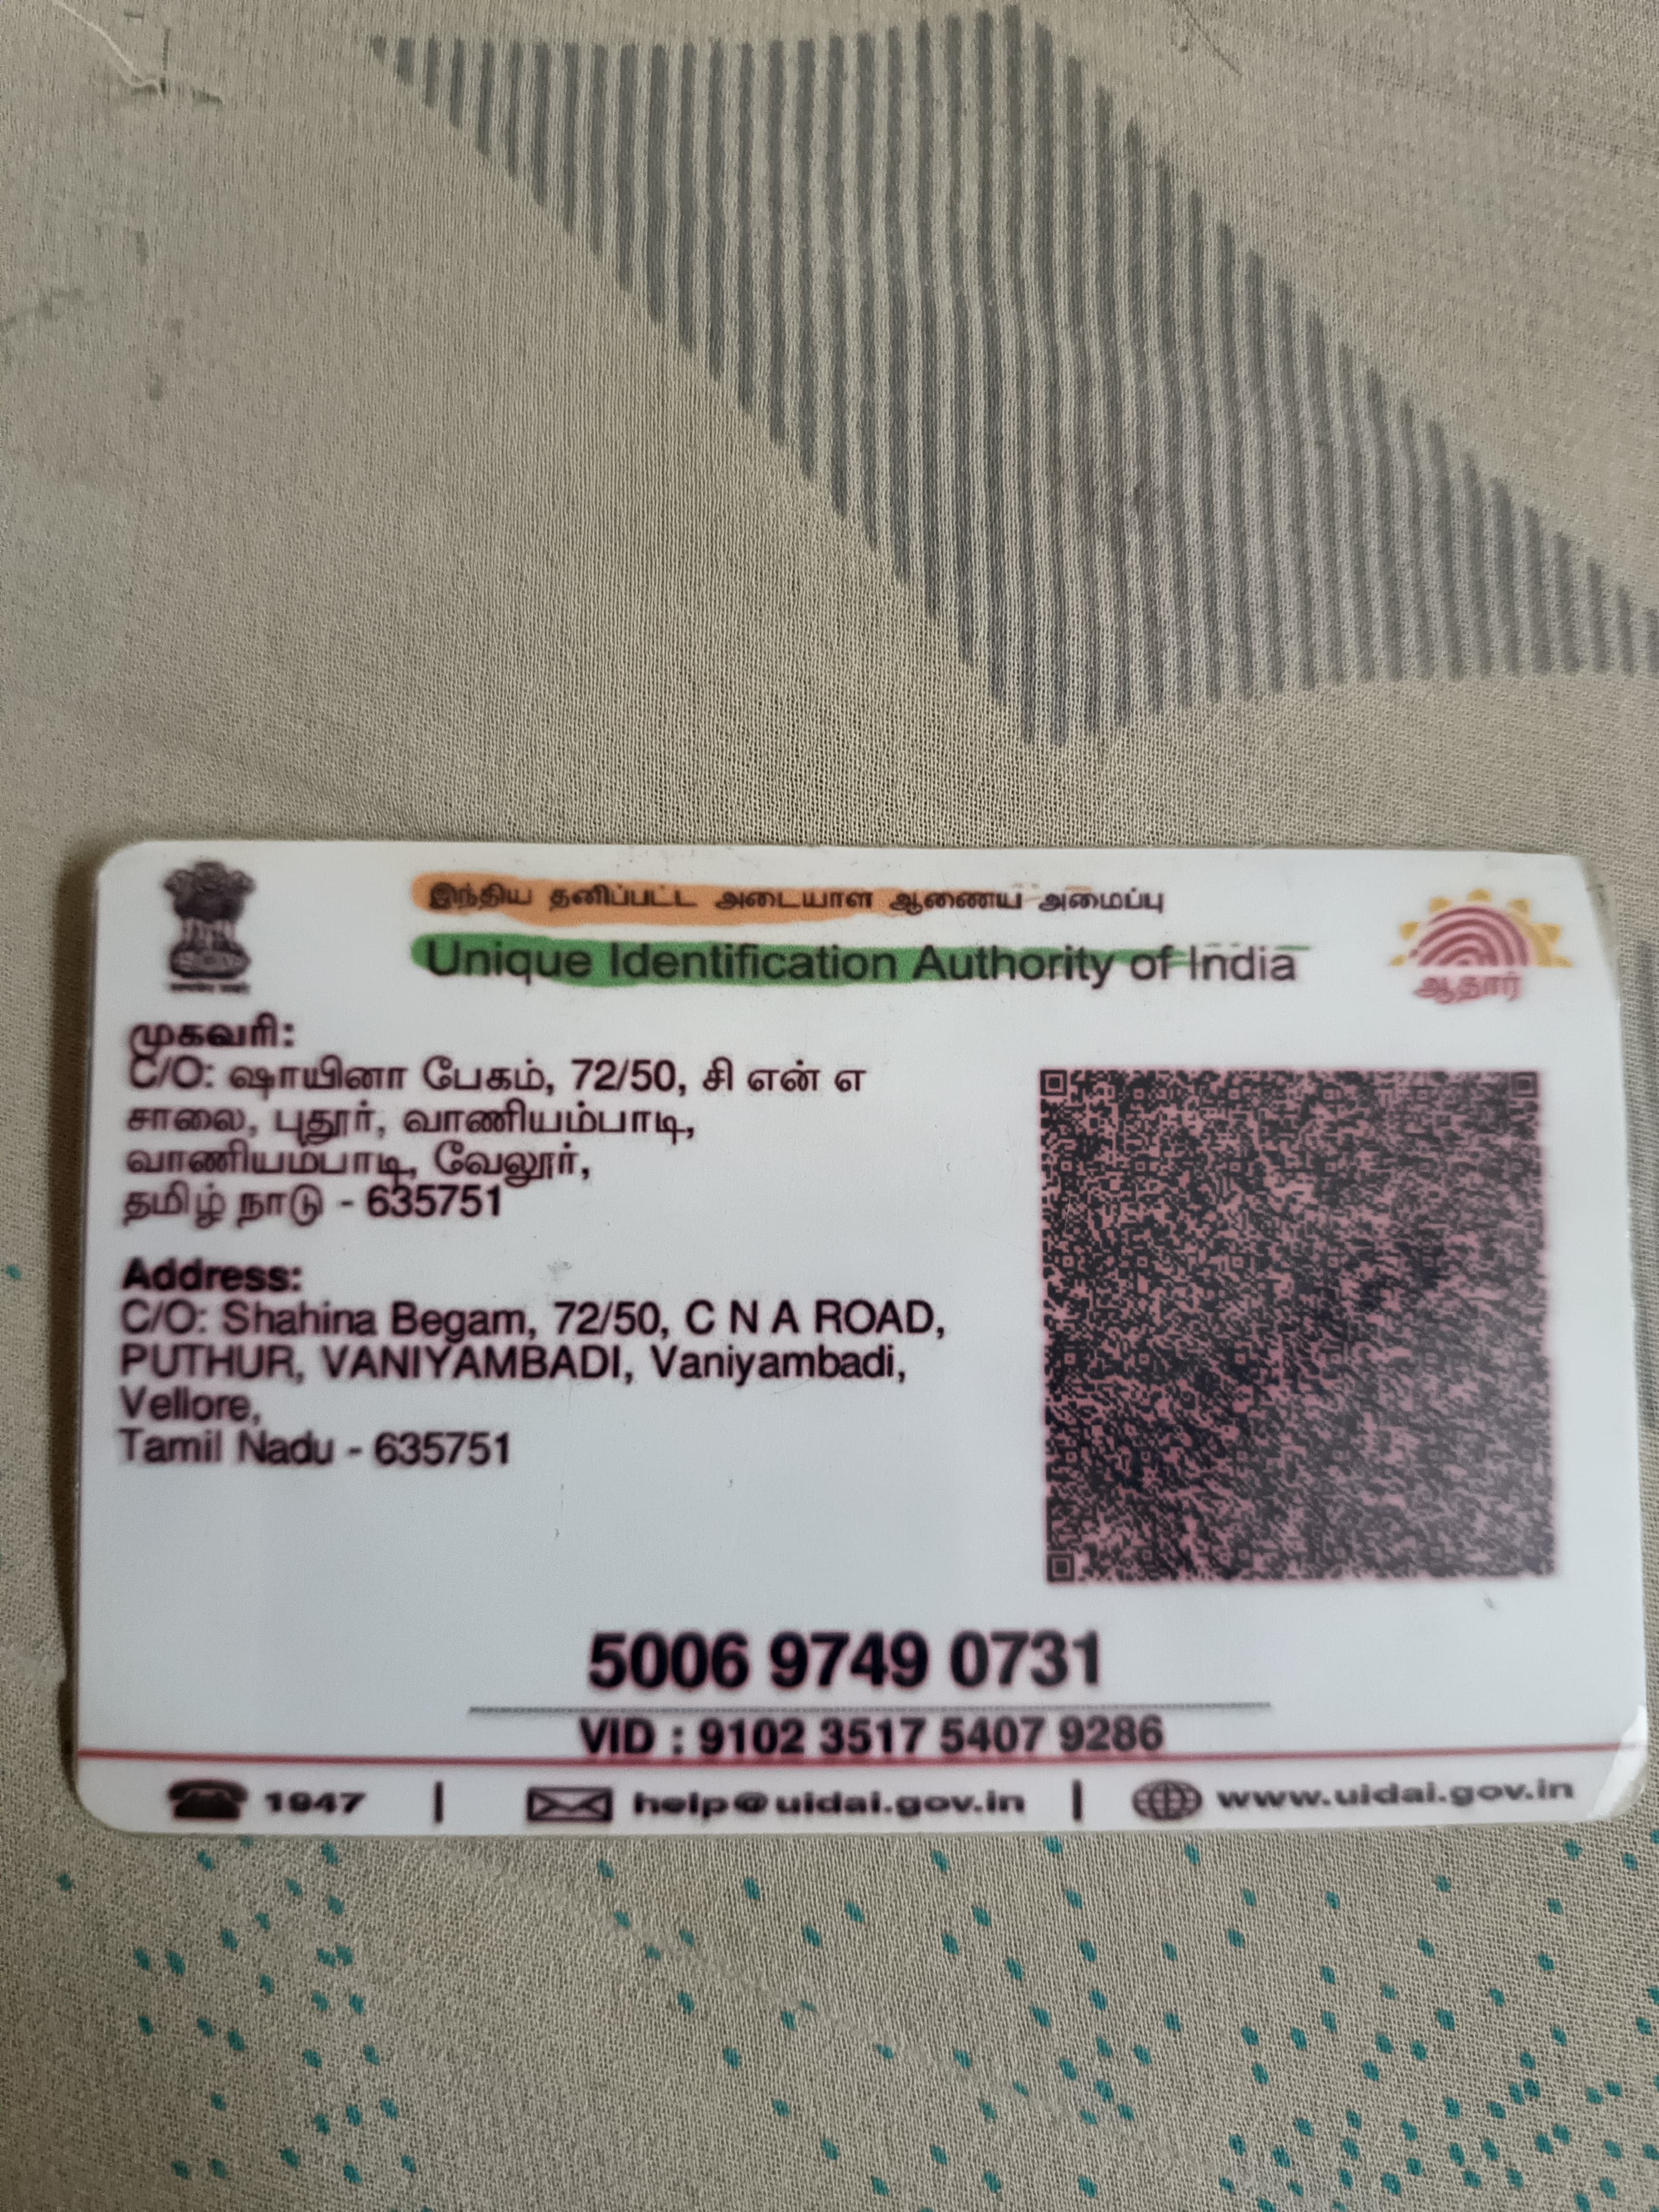 இந்திய தனிப்பட்ட அடையாள ஆணைய அமைப்பு
Unique Identification Authority of India
ஆதார்
முகவரி:
C/O: ஷாயினா பேகம், 72/50, சி என் எ
சாலை, புதூர், வாணியம்பாடி,
வாணியம்பாடி, வேலூர்,
தமிழ் நாடு - 635751
Address:
C/O: Shahina Begam, 72/50, C N A ROAD,
PUTHUR, VANIYAMBADI, Vaniyambadi,
Vellore,
Tamil Nadu - 635751
5006 9749 0731
VID : 9102 3517 5407 9286
1947 | help@uidai.gov.in | www.uidai.gov.in